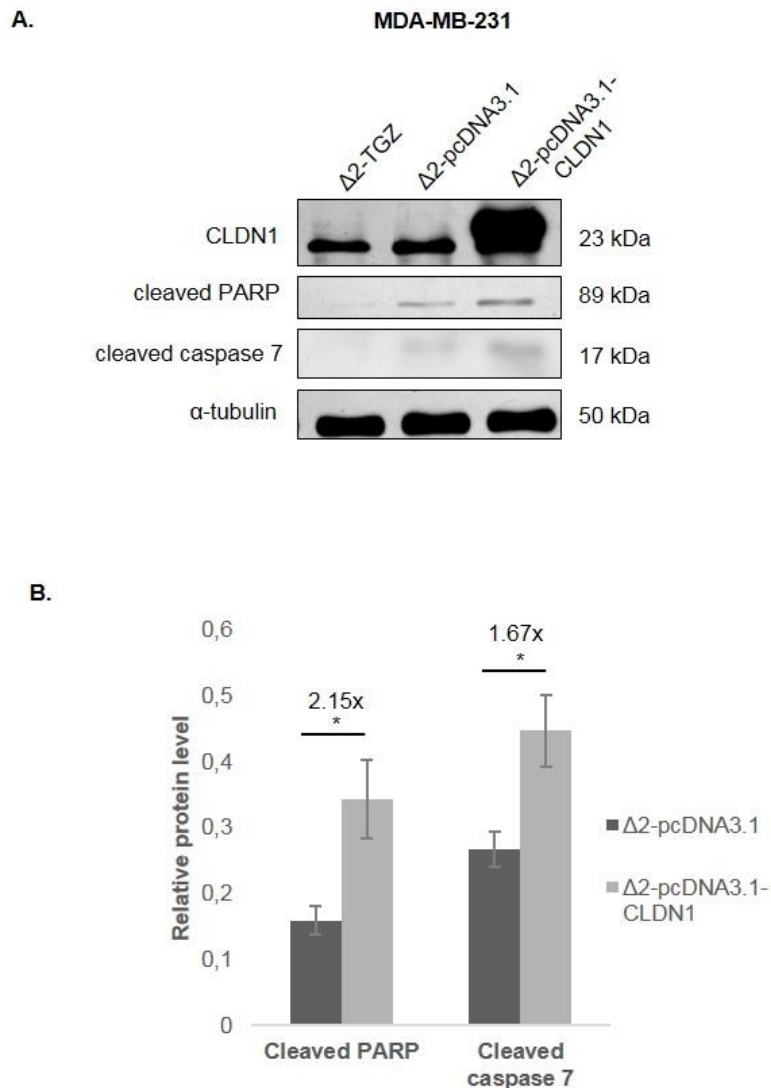 A.
MDA-MB-231
Δ2-TGZ
Δ2-pcDNA3.1
Δ2-pcDNA3.1-
CLDN1
CLDN1
23 kDa
cleaved PARP
89 kDa
cleaved caspase 7
17 kDa
α-tubulin
50 kDa
B.
Relative protein level
0,6
0,5
0,4
0,3
0,2
0,1
0
2.15x
*
1.67x
*
Cleaved PARP
Cleaved
caspase 7
Δ2-pcDNA3.1
Δ2-pcDNA3.1-
CLDN1